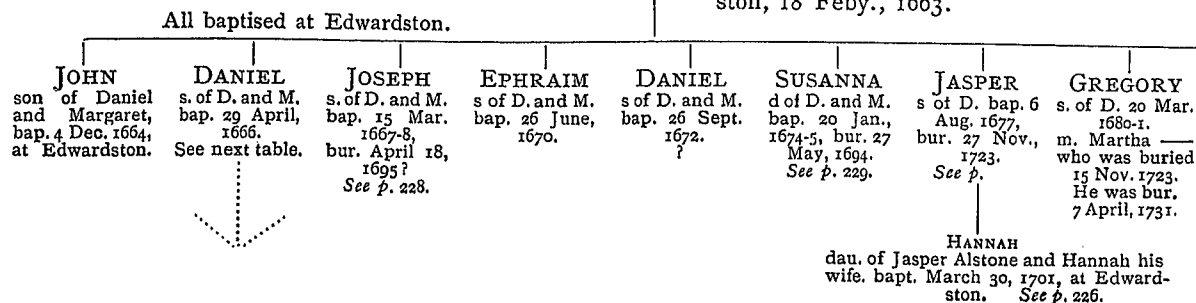 ston, 18 Feby., 1663.
All baptised at Edwardston.
JOHN
son of Daniel
and Margaret,
bap. 4 Dec. 1664,
at Edwardston.
DANIEL
s. of D. and M.
bap. 29 April,
1666.
See next table.
JOSEPH
s. of D. and M.
bap. 15 Mar.
1667-8,
bur. April 18,
1695?
See p. 228.
EPHRAIM
s of D. and M.
bap. 26 June,
1670.
DANIEL
s of D. and M.
bap. 26 Sept.
1672.
?
SUSANNA
d of D. and M.
bap. 20 Jan.,
1674-5, bur. 27
May, 1694.
See p. 229.
JASPER
s of D. bap. 6
Aug. 1677,
bur. 27 Nov.,
1723.
See p.
GREGORY
s. of D. 20 Mar.
1680-1.
m. Martha —
who was buried
15 Nov. 1723.
He was bur.
7 April, 1731.
HANNAH
dau. of Jasper Alstone and Hannah his
wife. bapt. March 30, 1701, at Edward-
ston. See p. 226.